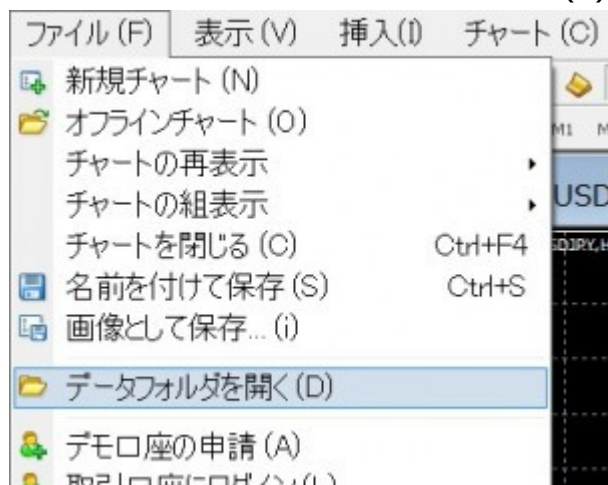 ファイル (F) 表示 (V) 挿入(I) チャート (C)
新規チャート (N)
オフラインチャート (O)
M1
チャートの再表示
チャートの組表示
USD
チャートを閉じる (C) Ctrl+F4
名前を付けて保存 (S) Ctrl+S
画像として保存... (i)
データフォルダを開く (D)
デモ口座の申請 (A)